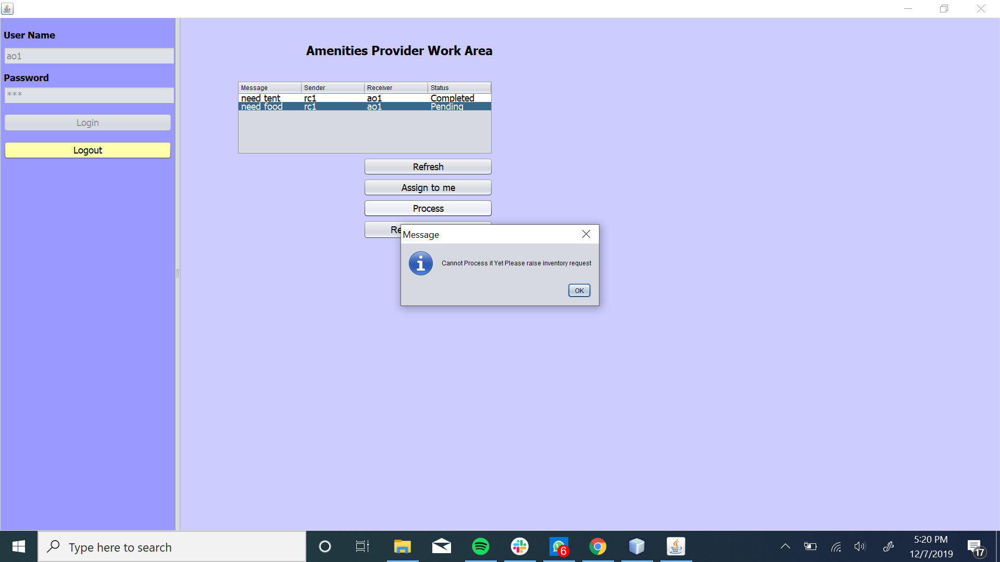 User Name
ao1
Password
***
Login
Logout
Amenities Provider Work Area
Message Sender Receiver Status
need tent rc1 ao1 Completed
need food rc1 ao1 Pending
Refresh
Assign to me
Process
Re
Message
Cannot Process it Yet Please raise inventory request
OK
Type here to search
6
5:20 PM
12/7/2019
17